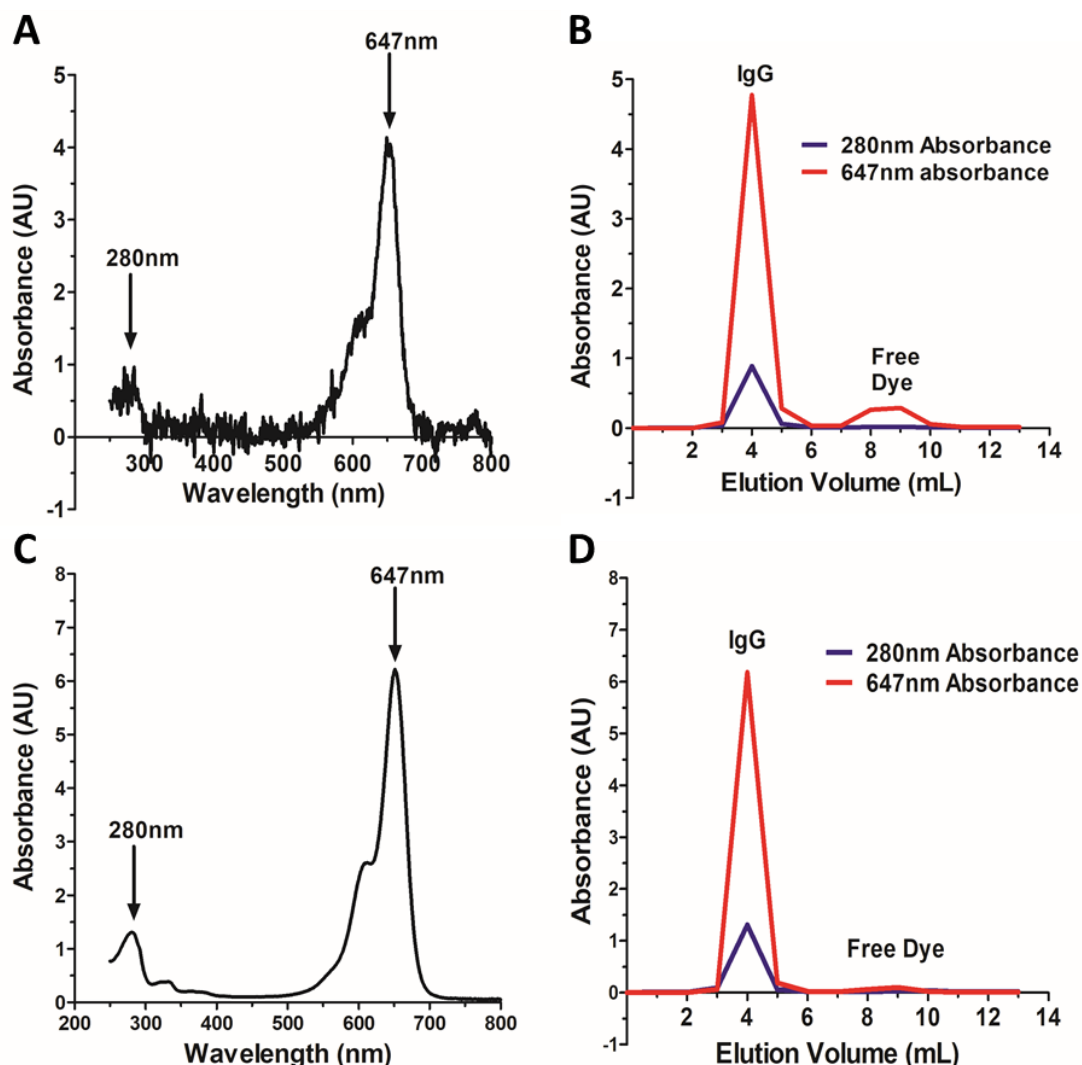 A
647nm
280nm
Absorbance (AU)
5
4
3
2
1
0
-1
300 400 500 600 700 800
Wavelength (nm)
B
IgG
280nm Absorbance
647nm absorbance
Free
Dye
Absorbance (AU)
5
4
3
2
1
0
-1
2 4 6 8 10 12 14
Elution Volume (mL)
C
647nm
280nm
Absorbance (AU)
8
7
6
5
4
3
2
1
0
200 300 400 500 600 700 800
Wavelength (nm)
D
IgG
280nm Absorbance
647nm Absorbance
Free Dye
Absorbance (AU)
8
7
6
5
4
3
2
1
0
-1
2 4 6 8 10 12 14
Elution Volume (mL)